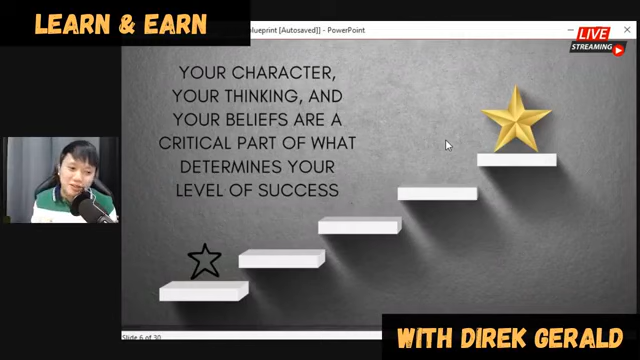 LEARN & EARN
lueprint [Autosaved]] - PowerPoint
LIVE
STREAMING
YOUR CHARACTER,
YOUR THINKING, AND
YOUR BELIEFS ARE A
CRITICAL PART OF WHAT
DETERMINES YOUR
LEVEL OF SUCCESS
Slide 6 of 30
WITH DIREK GERALD